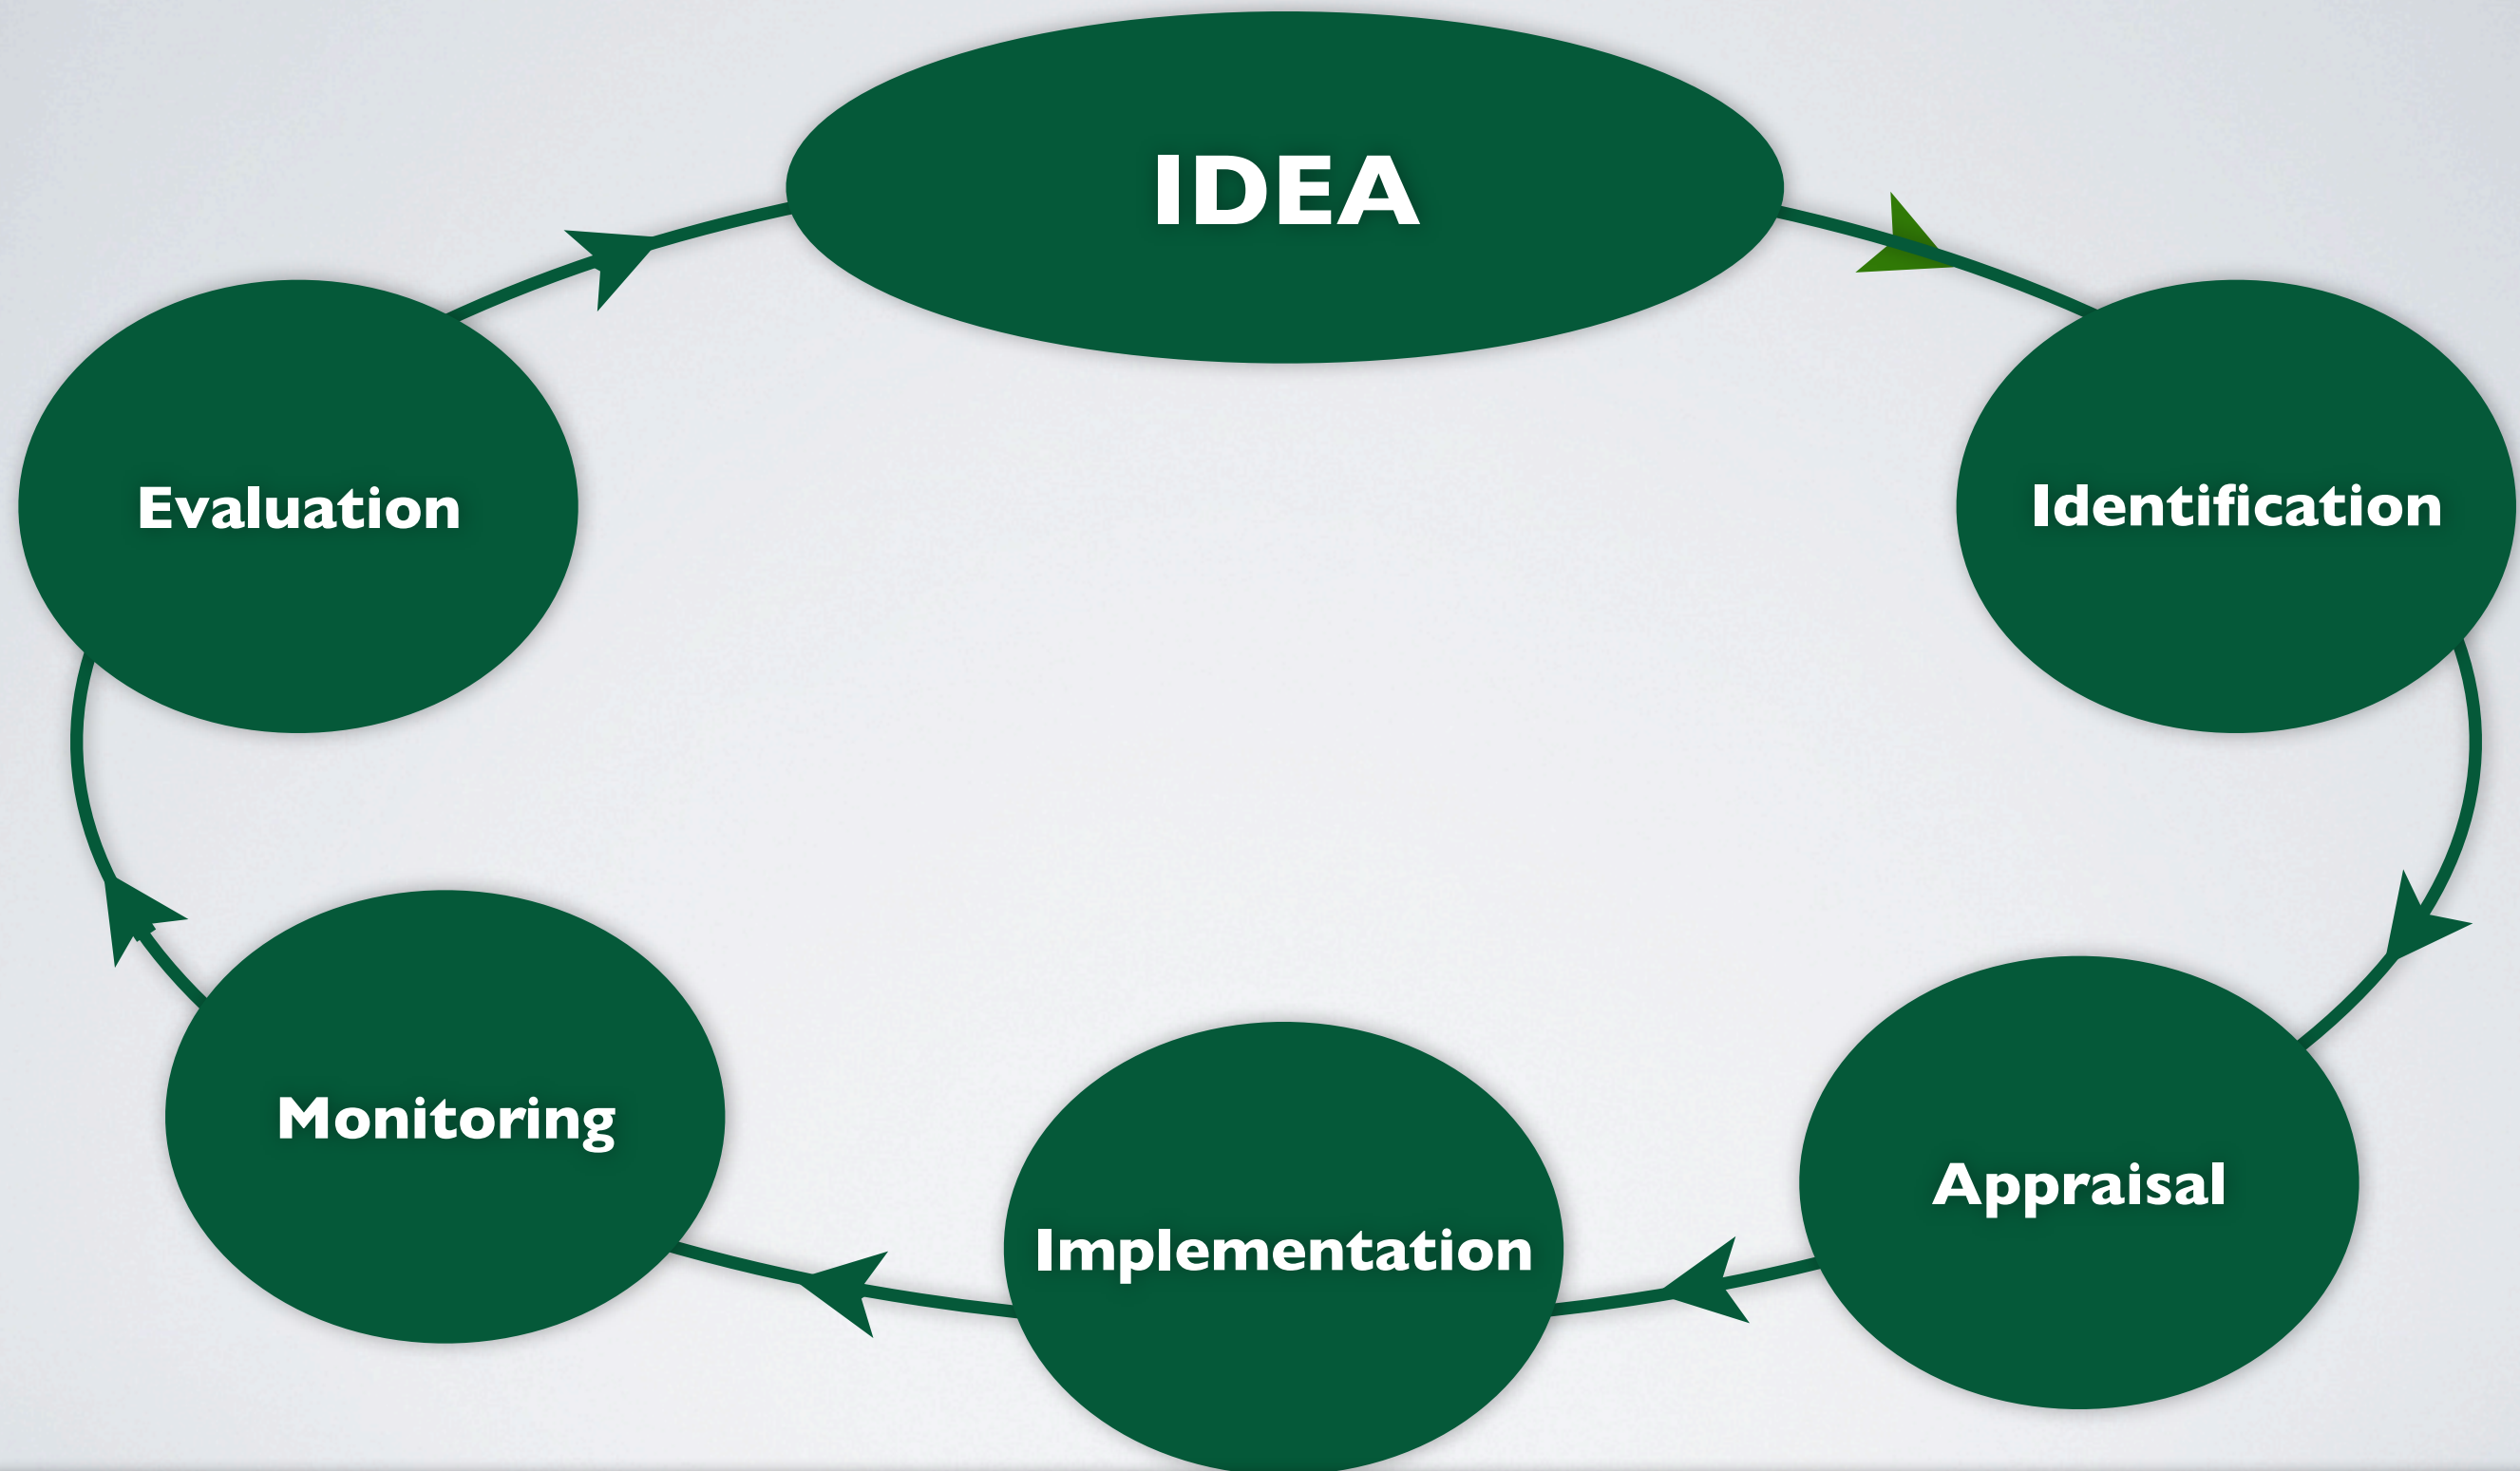 IDEA
Identification
Appraisal
Implementation
Monitoring
Evaluation